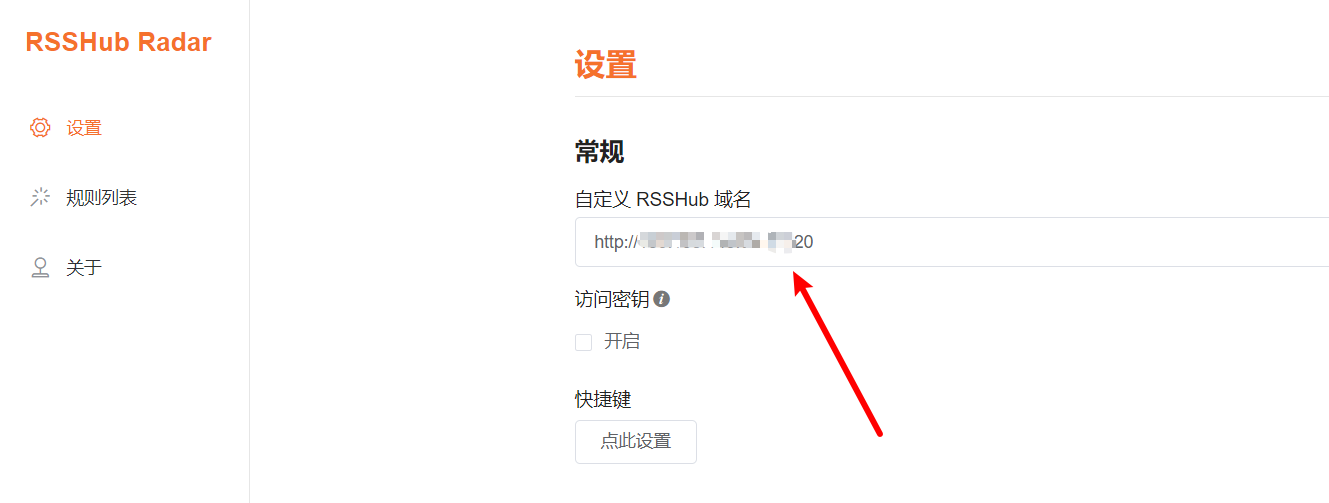 RSSHub Radar
设置
规则列表
关于
设置
常规
自定义 RSSHub 域名
http://
20
访问密钥
开启
快捷键
点此设置